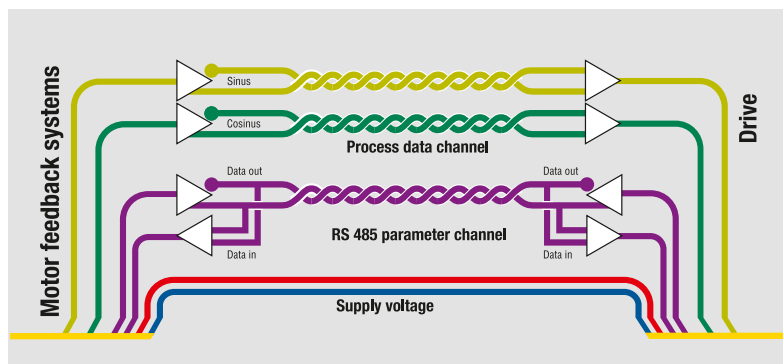 Motor feedback systems
Sinus
Cosinus
Process data channel
Data out
Data out
RS 485 parameter channel
Data in
Data in
Supply voltage
Drive